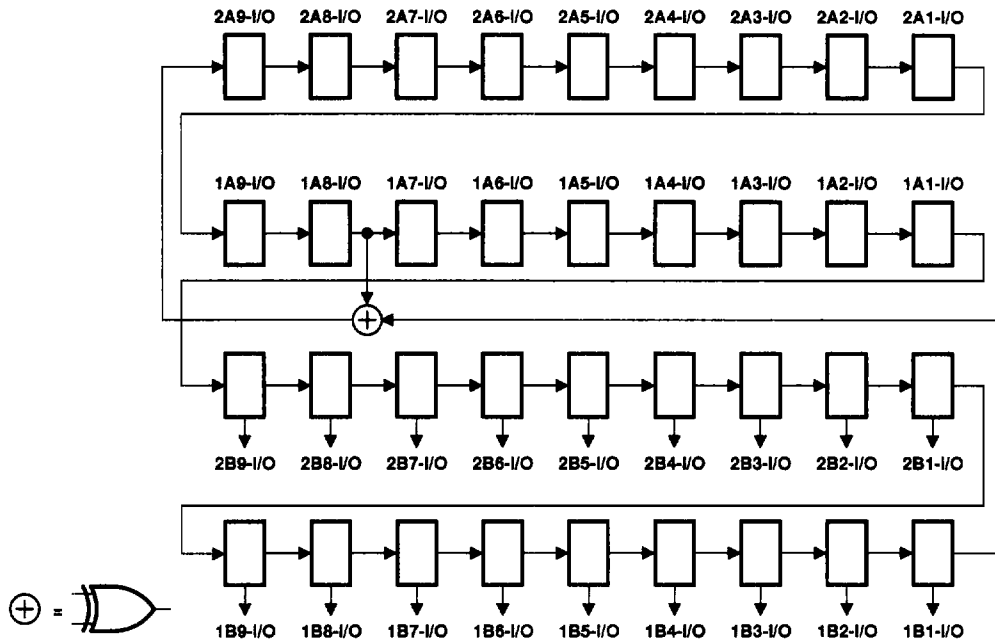 2A9-I/O 2A8-I/O 2A7-I/O 2A6-I/O 2A5-I/O 2A4-I/O 2A3-I/O 2A2-I/O 2A1-I/O
1A9-I/O 1A8-I/O 1A7-I/O 1A6-I/O 1A5-I/O 1A4-I/O 1A3-I/O 1A2-I/O 1A1-I/O
2B9-I/O 2B8-I/O 2B7-I/O 2B6-I/O 2B5-I/O 2B4-I/O 2B3-I/O 2B2-I/O 2B1-I/O
=
1B9-I/O 1B8-I/O 1B7-I/O 1B6-I/O 1B5-I/O 1B4-I/O 1B3-I/O 1B2-I/O 1B1-I/O